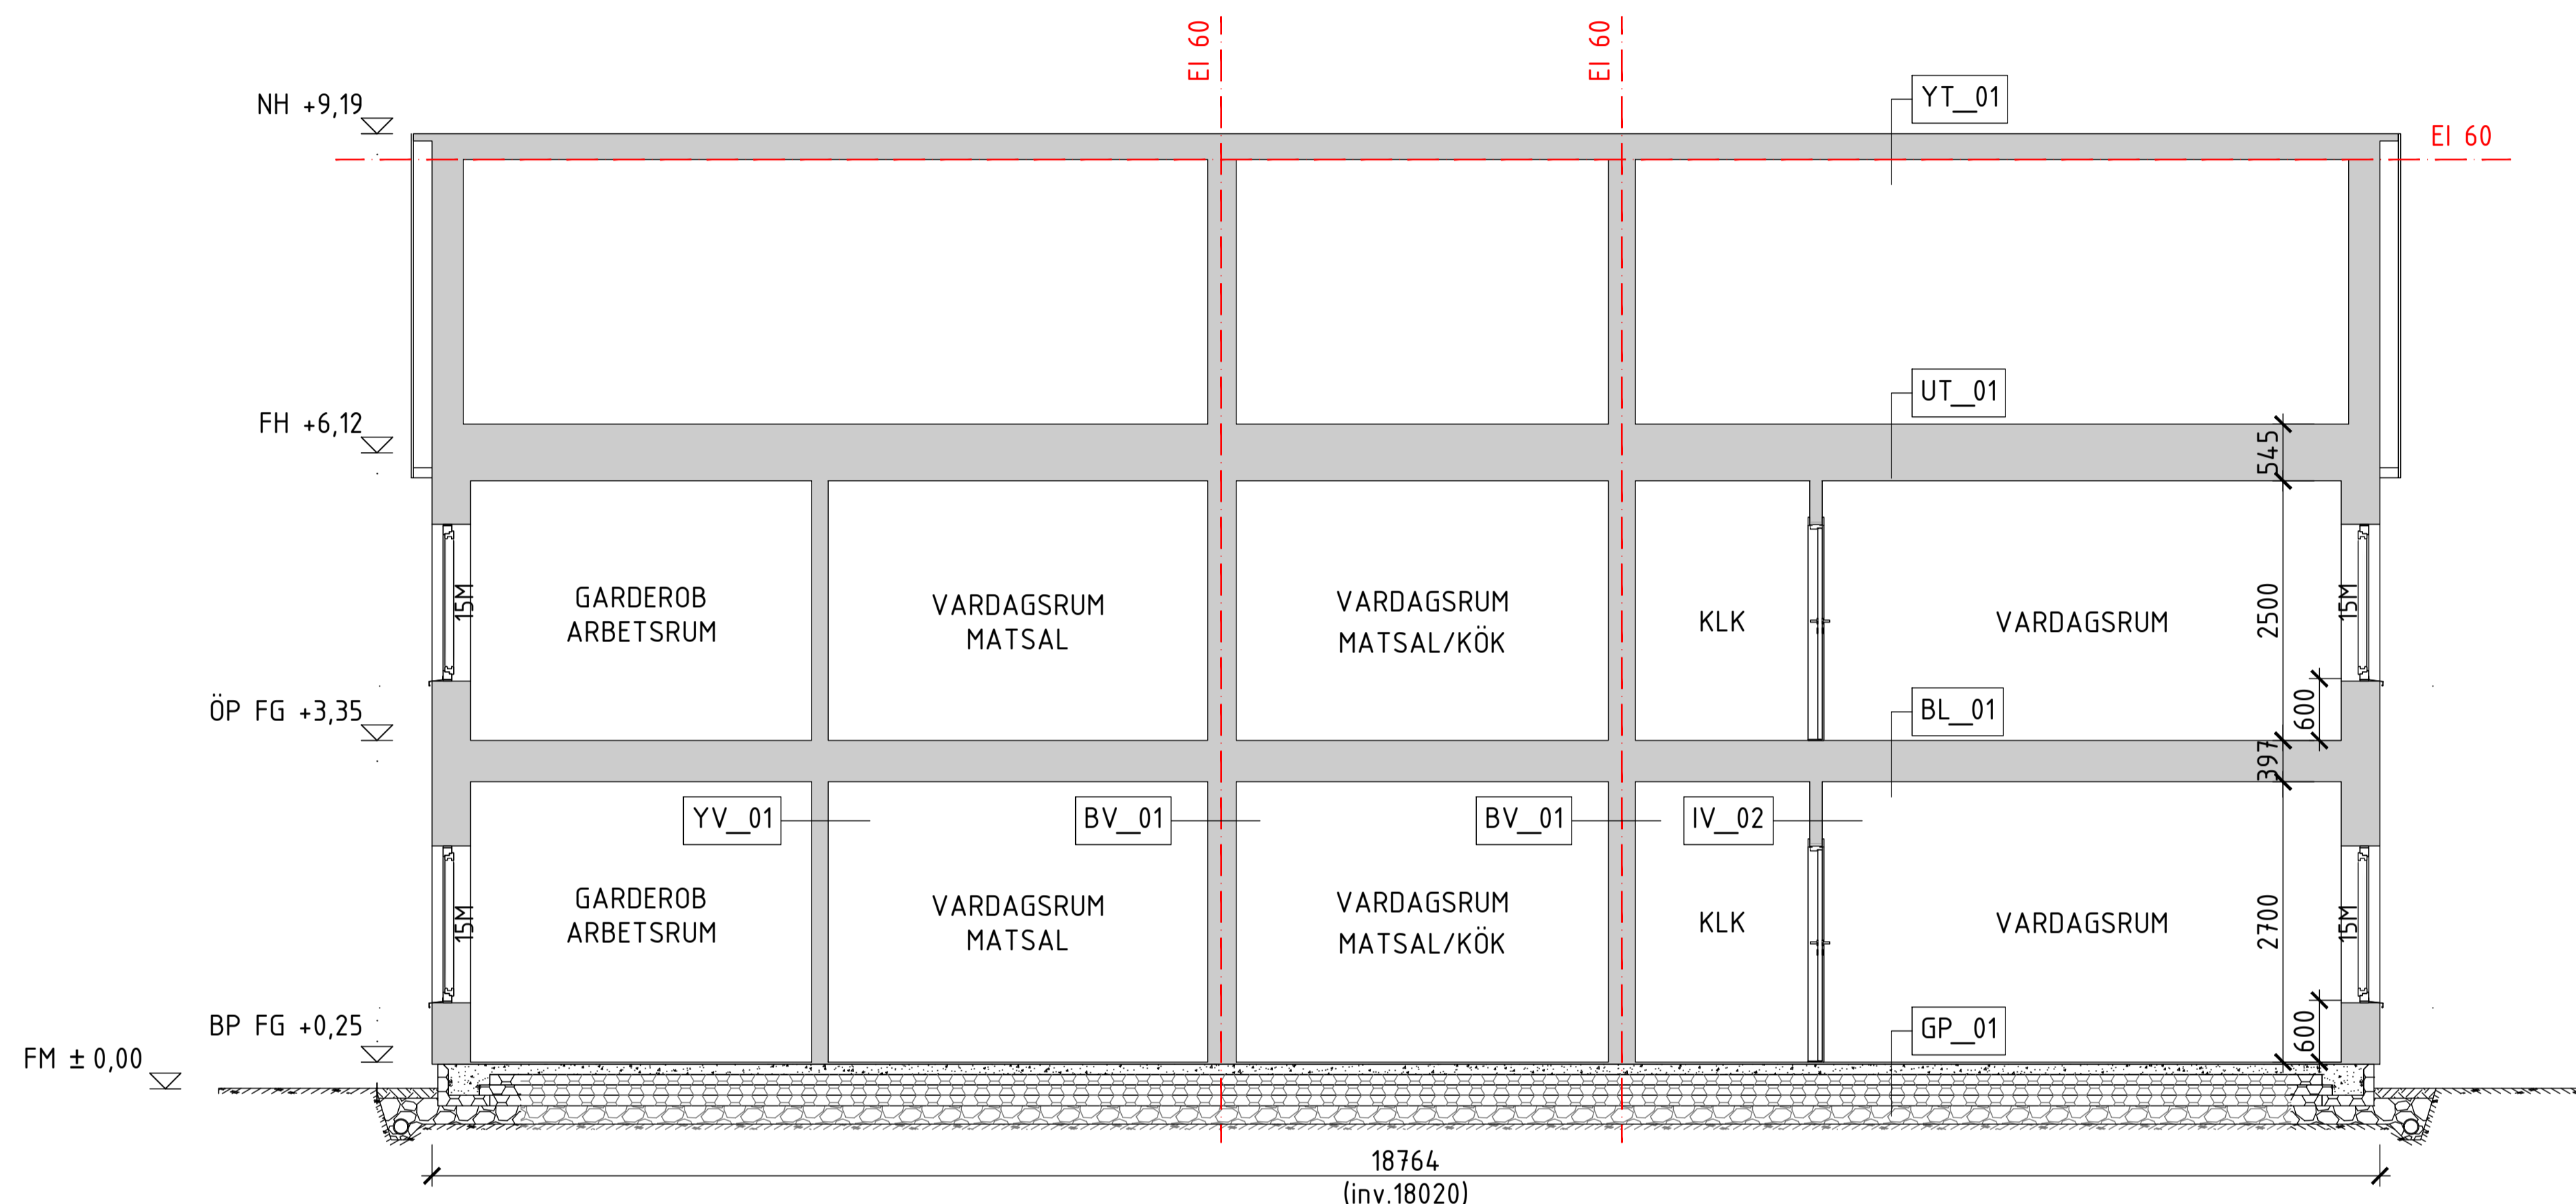 EI 60
EI 60
YT_01
NH +9,19
EI 60
UT_01
FH +6,12
545
15M
GARDEROB
ARBETSRUM
VARDAGSRUM
MATSAL
VARDAGSRUM
MATSAL/KÖK
KLK
VARDAGSRUM
2500
15M
ÖP FG +3,35
BL_01
600
397
YV_01
BV_01
BV_01
IV_02
15M
GARDEROB
ARBETSRUM
VARDAGSRUM
MATSAL
VARDAGSRUM
MATSAL/KÖK
KLK
VARDAGSRUM
2700
15M
BP FG +0,25
GP_01
600
FM ± 0,00
18764
(inv.18020)